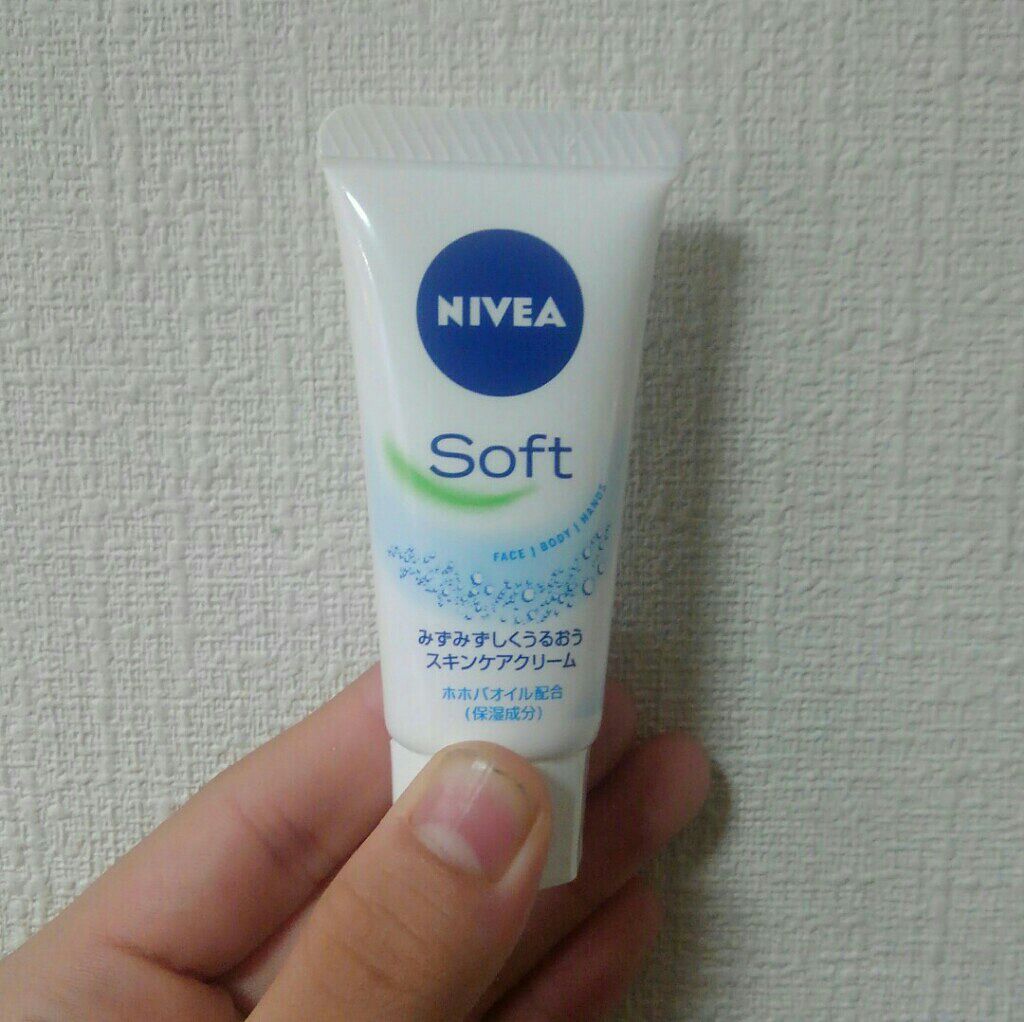 NIVEA
Soft
FACE | BODY | HANDS
みずみずしくうるおう
スキンケアクリーム
ホホバオイル配合
(保湿成分)